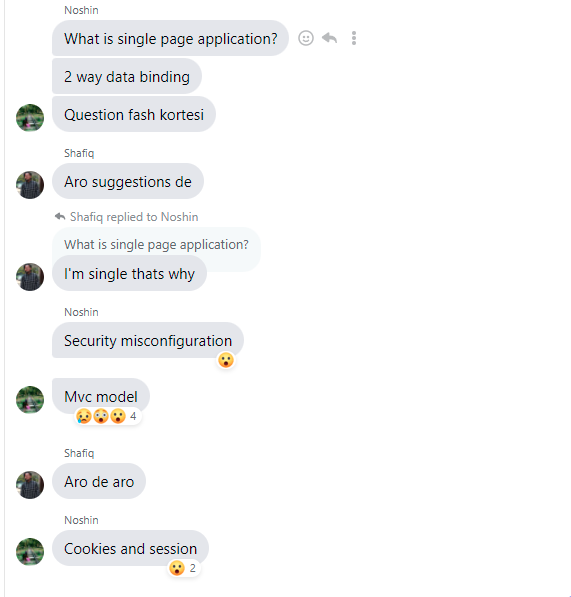 Noshin
What is single page application?
2 way data binding
Question fash kortesi
Shafiq
Aro suggestions de
Shafiq replied to Noshin
What is single page application?
I'm single thats why
Noshin
Security misconfiguration
Mvc model
4
Shafiq
Aro de aro
Noshin
Cookies and session
2